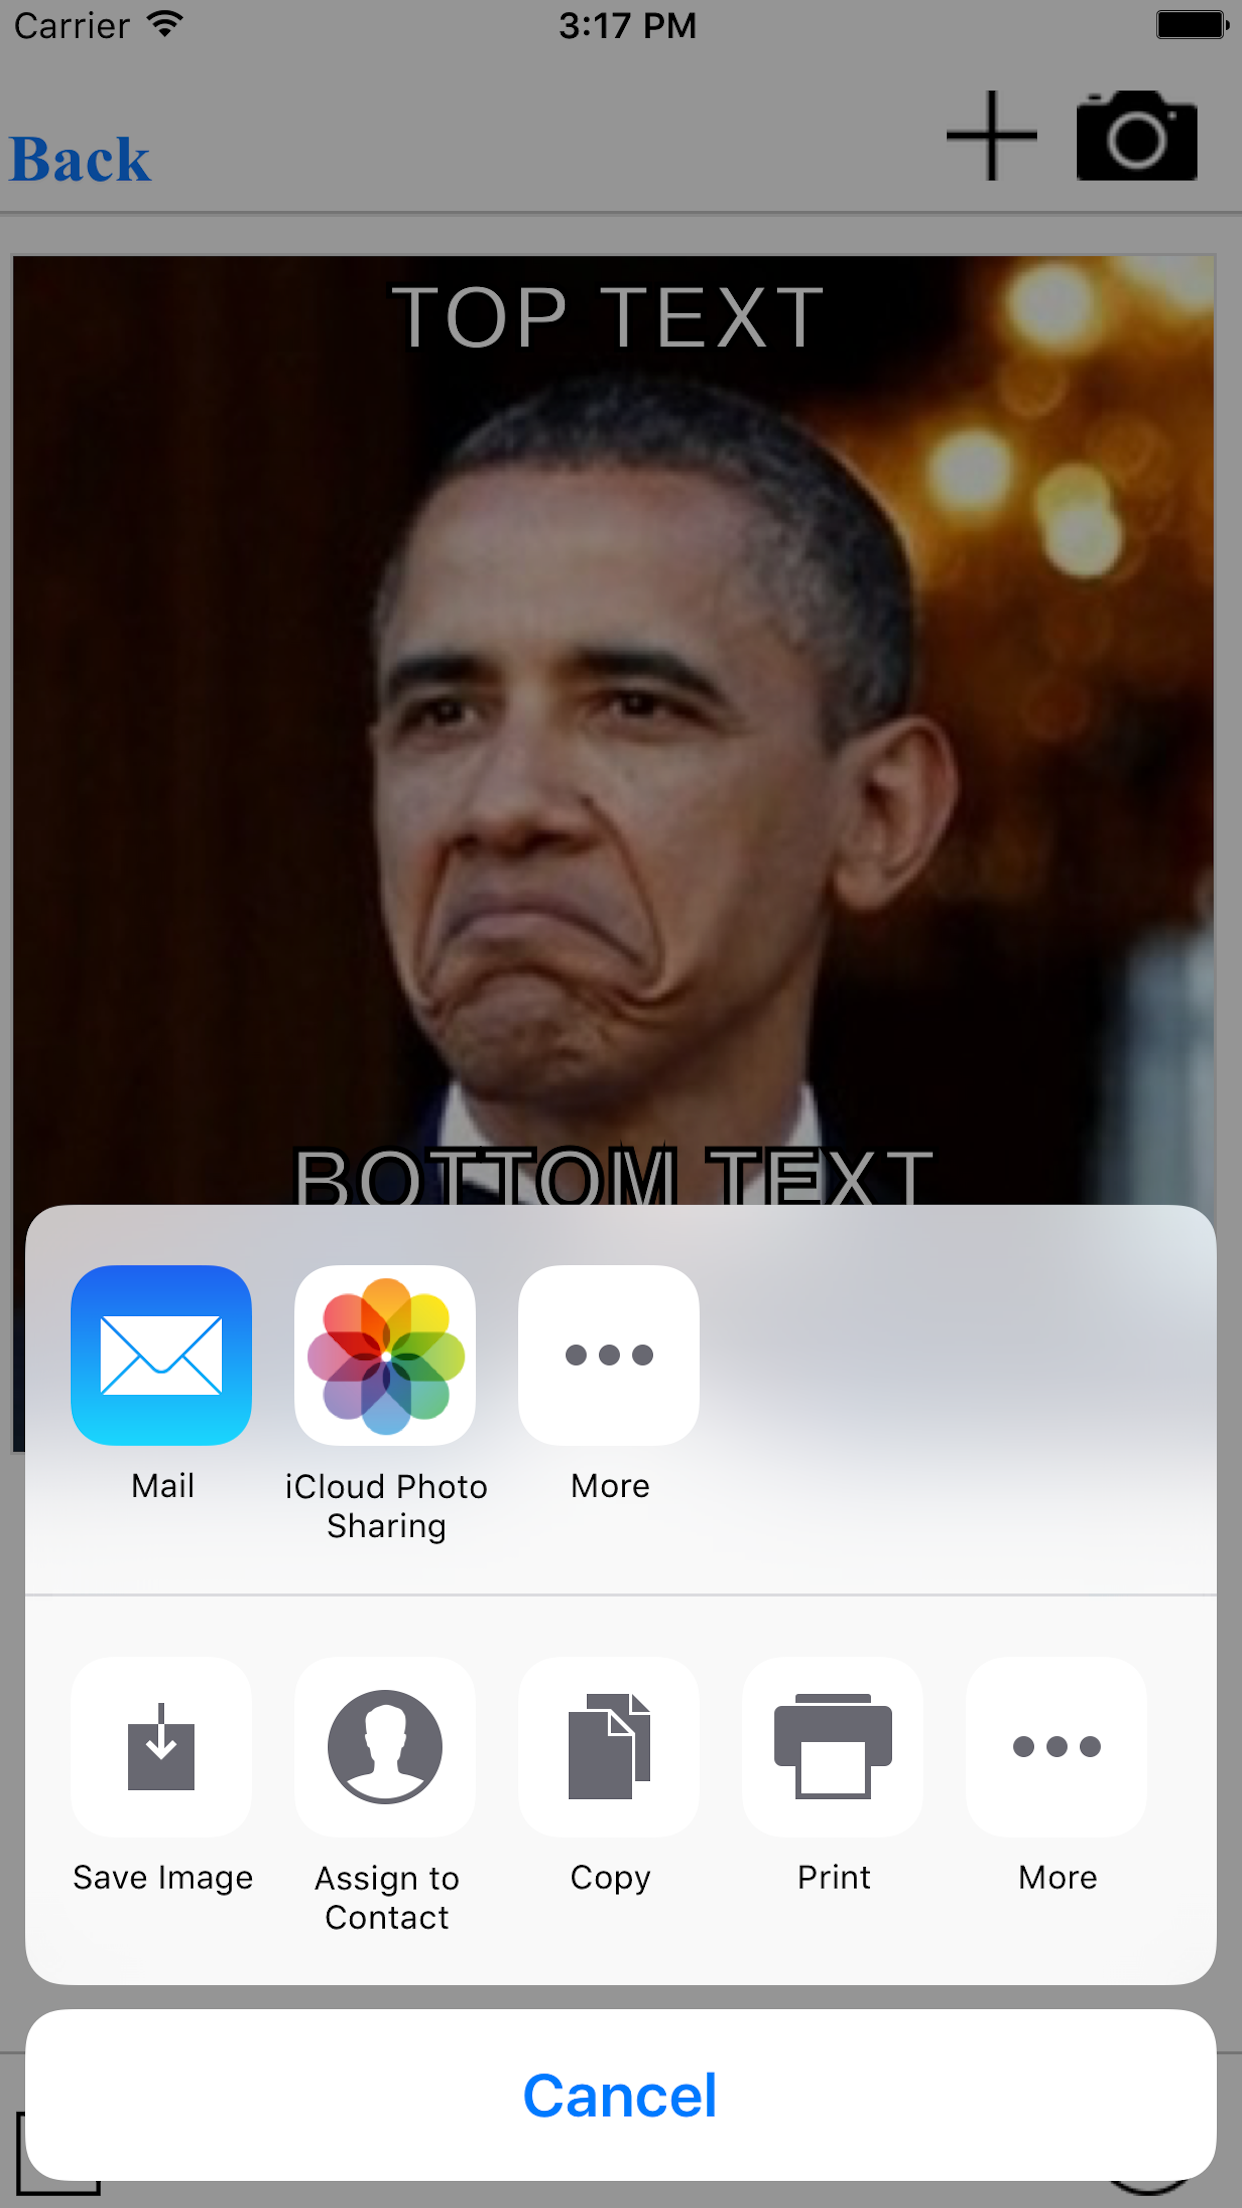 Carrier 3:17 PM
Back
TOP TEXT
BOTTOM TEXT
Mail
iCloud Photo
Sharing
More
Save Image
Assign to
Contact
Copy
Print
More
Cancel